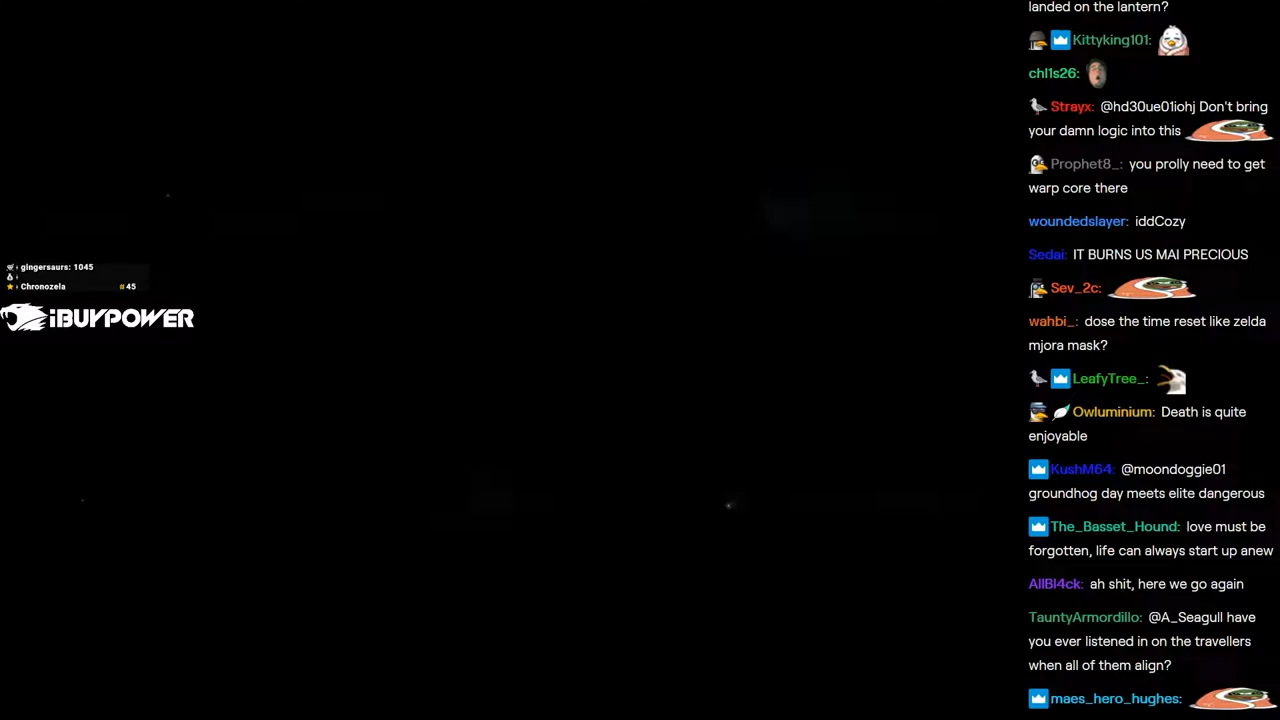 landed on the lantern?
Kittyking101:
chl1s26:
Strayx: @hd30ue01iohj Don't bring
your damn logic into this
Prophet8_: you prolly need to get
warp core there
woundedslayer: iddCozy
Sedai: IT BURNS US MAI PRECIOUS
Sev_2c:
wahbi_: dose the time reset like zelda
mjora mask?
LeafyTree_:
Owluminium: Death is quite
enjoyable
KushM64: @moondoggie01
groundhog day meets elite dangerous
The_Basset_Hound: love must be
forgotten, life can always start up anew
AllBl4ck: ah shit, here we go again
TauntyArmordillo: @A_Seagull have
you ever listened in on the travellers
when all of them align?
maes_hero_hughes:
gingersaurs: 1045
Chronozela #45
iBUYPOWER